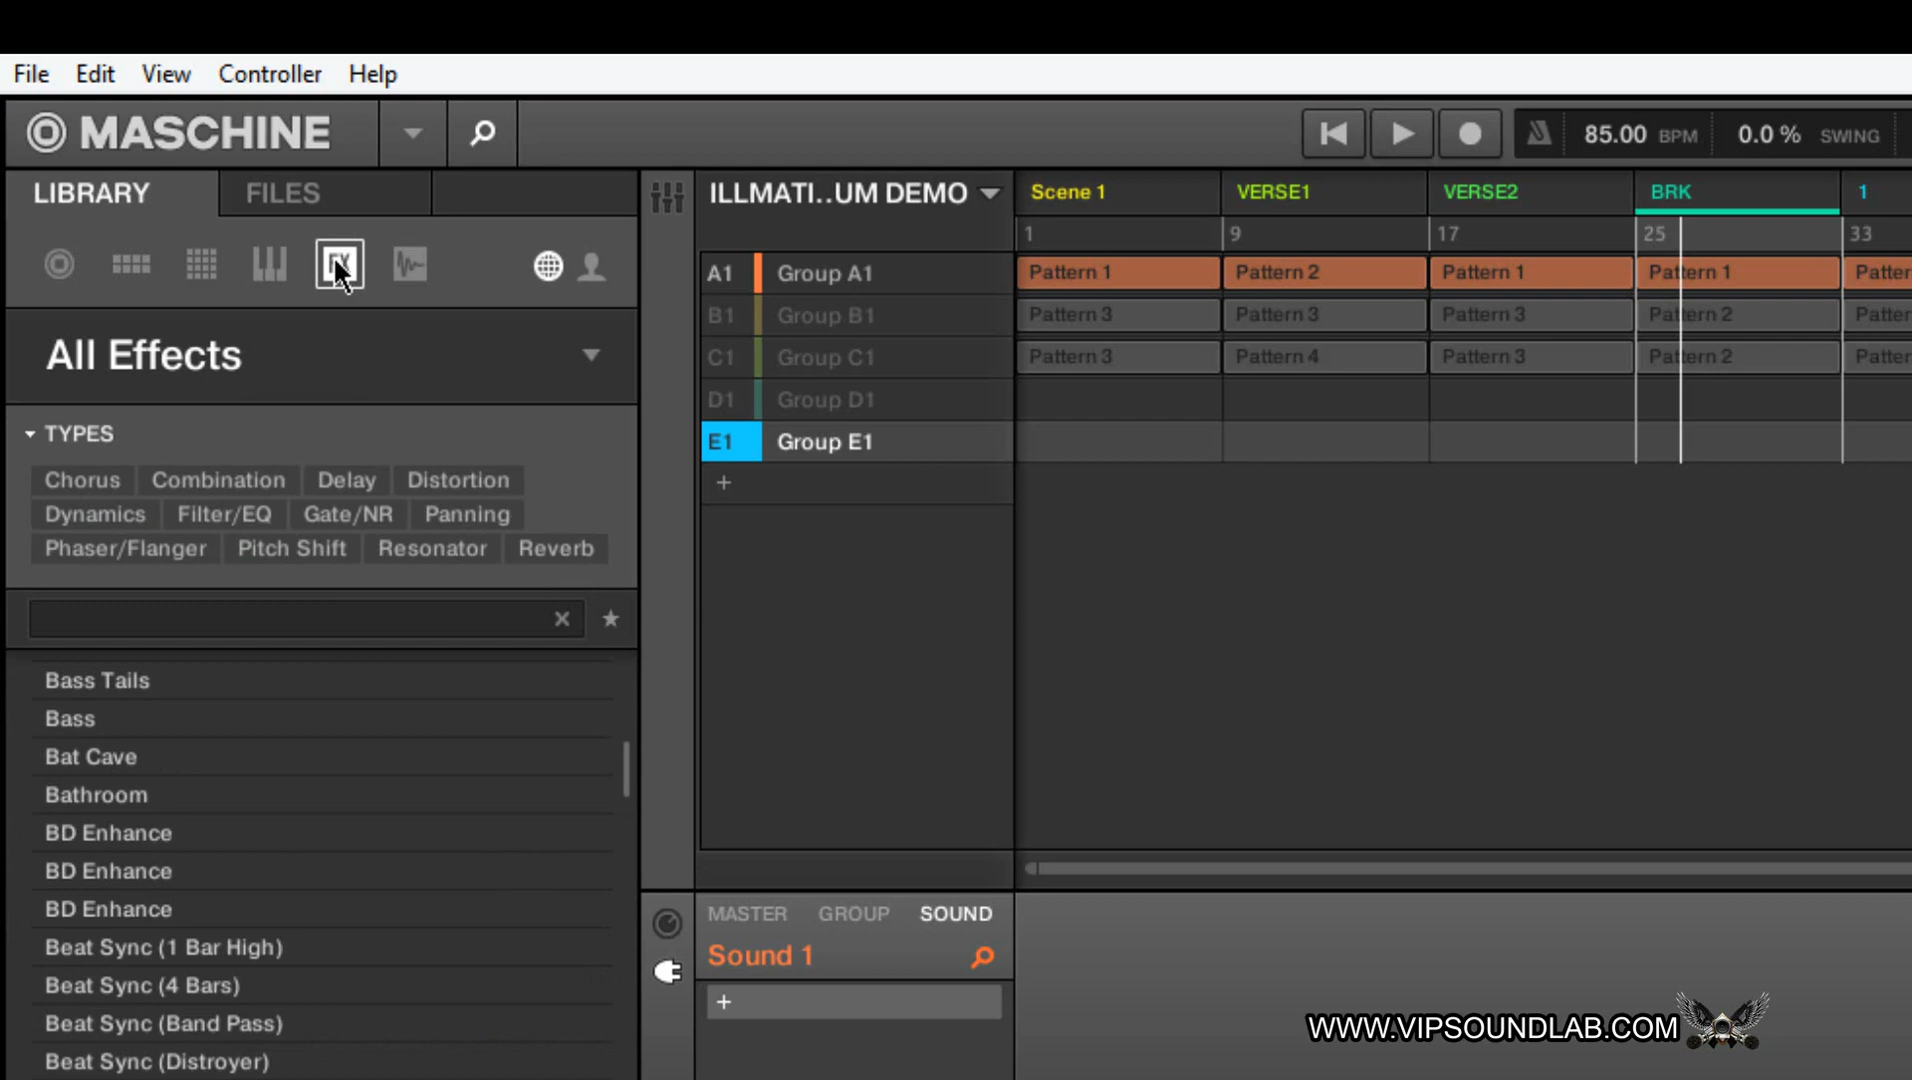 File Edit View Controller Help
MASCHINE
85.00 BPM 0.0 % SWING
LIBRARY FILES
ILLMATI..UM DEMO
Scene 1 VERSE1 VERSE2 BRK 1
1 9 17 25 33
A1 Group A1 Pattern 1 Pattern 2 Pattern 1 Pattern 1 Patter
B1 Group B1 Pattern 3 Pattern 3 Pattern 3 Pattern 2 Patter
All Effects
C1 Group C1 Pattern 3 Pattern 4 Pattern 3 Pattern 2 Patter
D1 Group D1
E1 Group E1
+
TYPES
Chorus Combination Delay Distortion
Dynamics Filter/EQ Gate/NR Panning
Phaser/Flanger Pitch Shift Resonator Reverb
Bass Tails
Bass
Bat Cave
Bathroom
BD Enhance
BD Enhance
BD Enhance
Beat Sync (1 Bar High)
Beat Sync (4 Bars)
Beat Sync (Band Pass)
Beat Sync (Distroyer)
MASTER GROUP SOUND
Sound 1
+
WWW.VIPSOUNDLAB.COM